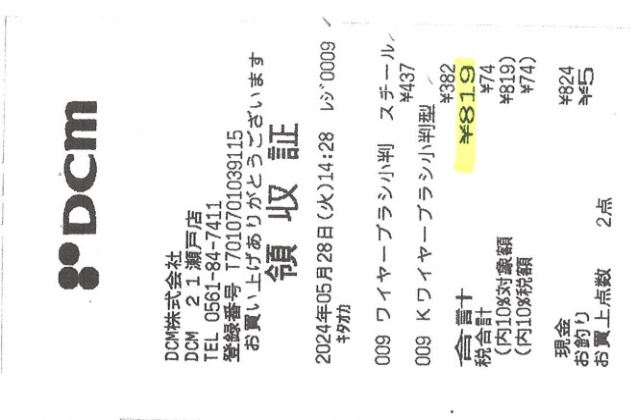 DCM
DCM株式会社
DCM 21瀬戸店
TEL 0561-84-7411
登録番号 T7010701039115
お買い上げありがとうございます
領収証
2024年05月28日(火)14:28 レジ0009
キタオカ
009 ワイヤーブラシ小判 スチール
¥437
009 Kワイヤーブラシ小判型
¥382
合計 ¥819
税合計 ¥74
(内10%対象額 ¥819)
(内10%税額 ¥74)
現金 ¥824
お釣り ¥5
お買上点数 2点